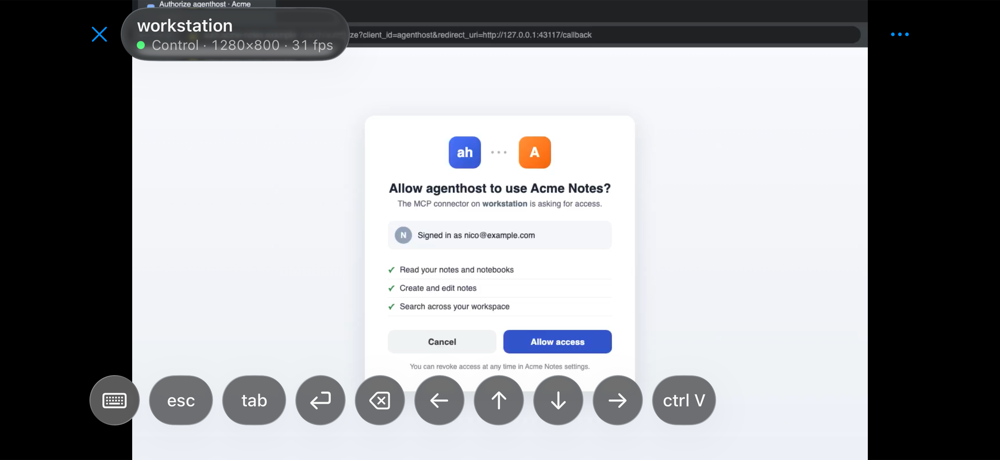 Authorize agenthost · Acme
workstation
Control · 1280×800 · 31 fps
ze?client_id=agenthost&redirect_uri=http://127.0.0.1:43117/callback
ah
A
Allow agenthost to use Acme Notes?
The MCP connector on workstation is asking for access.
N
Signed in as nico@example.com
Read your notes and notebooks
Create and edit notes
Search across your workspace
Cancel
Allow access
You can revoke access at any time in Acme Notes settings.
esc
tab
ctrl V